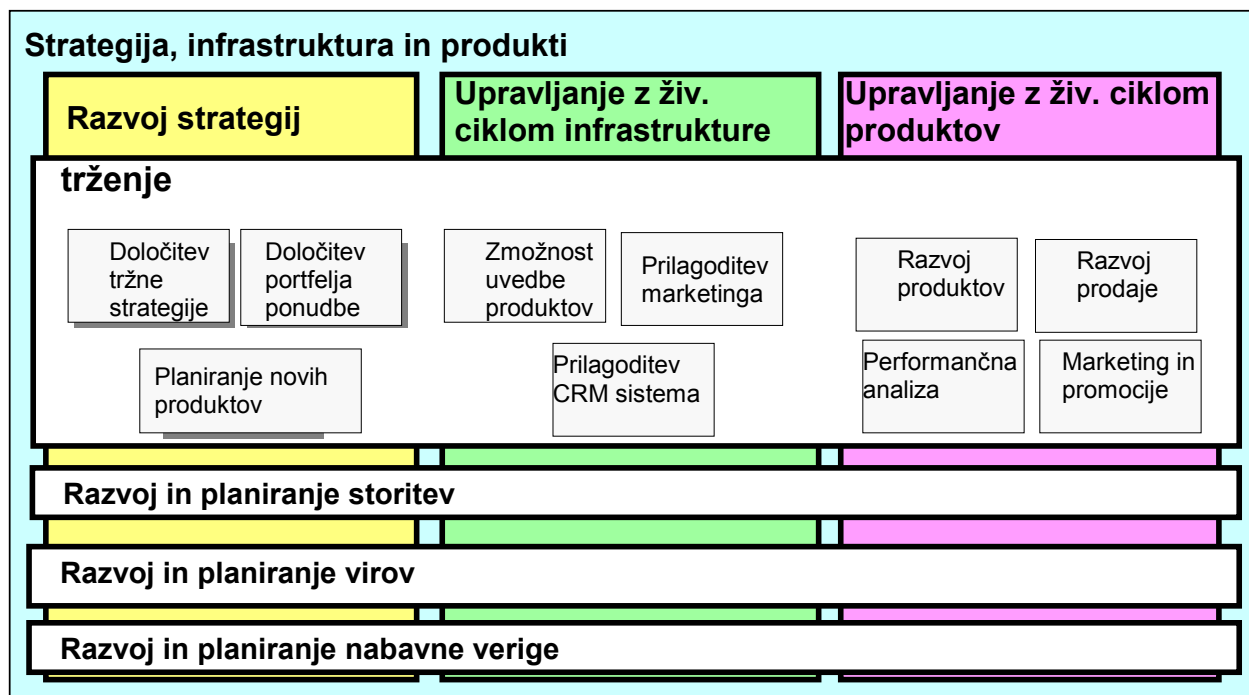 Strategija, infrastruktura in produkti
Razvoj strategij
Upravljanje z živ.
ciklom infrastrukture
Upravljanje z živ. ciklom
produktov
trženje
Določitev
tržne
strategije
Določitev
portfelja
ponudbe
Planiranje novih
produktov
Zmožnost
uvedbe
produktov
Prilagoditev
marketinga
Prilagoditev
CRM sistema
Razvoj
produktov
Razvoj
prodaje
Performančna
analiza
Marketing in
promocije
Razvoj in planiranje storitev
Razvoj in planiranje virov
Razvoj in planiranje nabavne verige